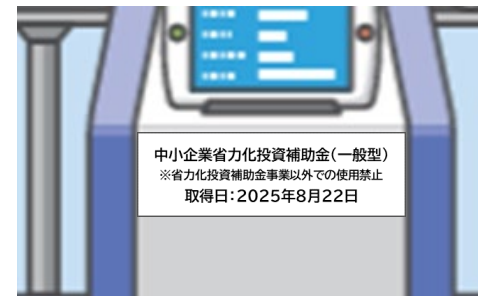 中小企業省力化投資補助金(一般型)
※省力化投資補助金事業以外での使用禁止
取得日:2025年8月22日